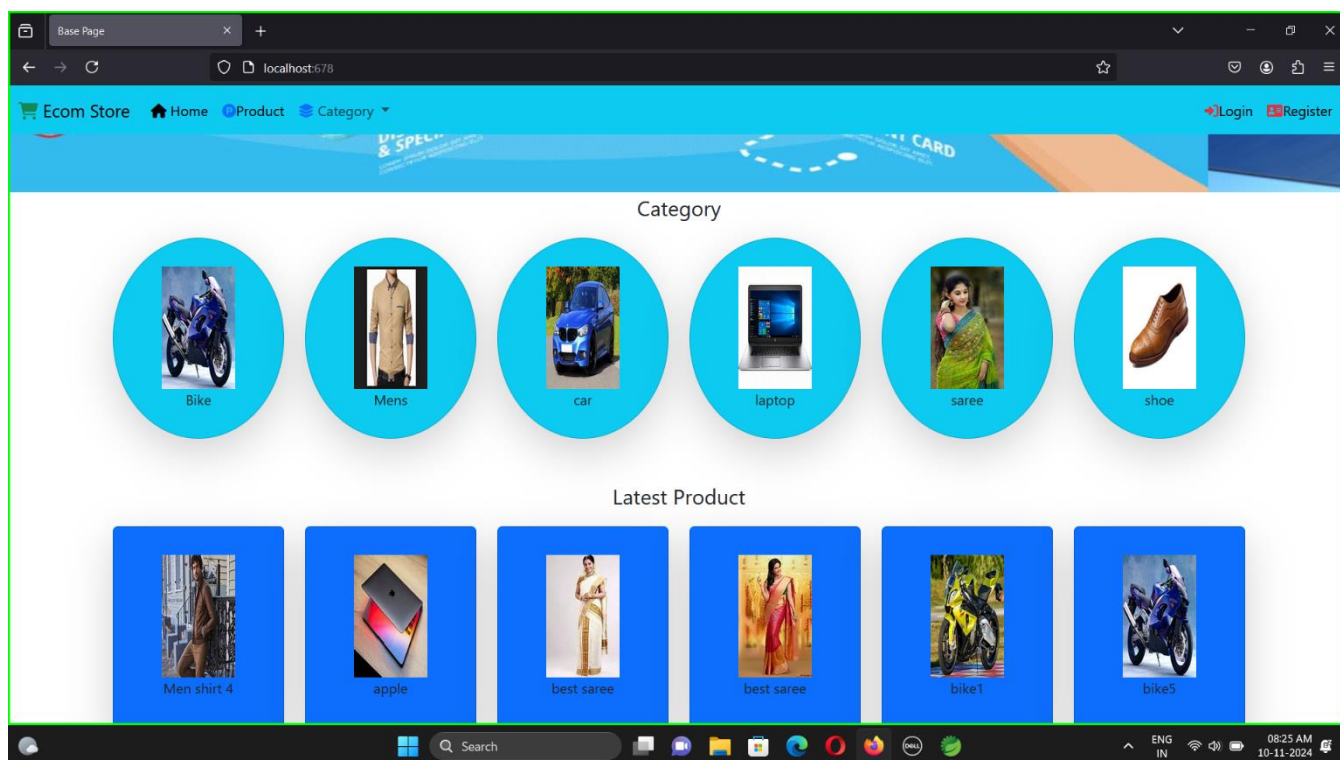 Base Page
localhost:678
Ecom Store Home Product Category Login Register
& SPECI
CARD
Category
Bike Mens car laptop saree shoe
Latest Product
Men shirt 4 apple best saree best saree bike1 bike5
Search
ENG
IN
08:25 AM
10-11-2024